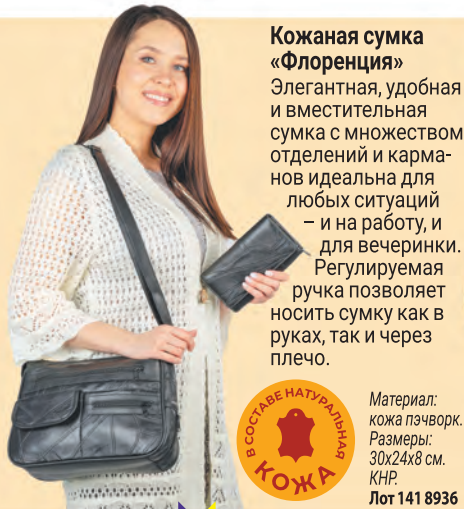 Кожаная сумка
«Флоренция»
Элегантная, удобная
и вместительная
сумка с множеством
отделений и карма-
нов идеальна для
любых ситуаций
– и на работу, и
для вечеринки.
Регулируемая
ручка позволяет
носить сумку как в
руках, так и через
плечо.
В СОСТАВЕ НАТУРАЛЬНАЯ
КОЖА
Материал:
кожа пэчворк.
Размеры:
30х24х8 см.
КНР.
Лот 141 8936